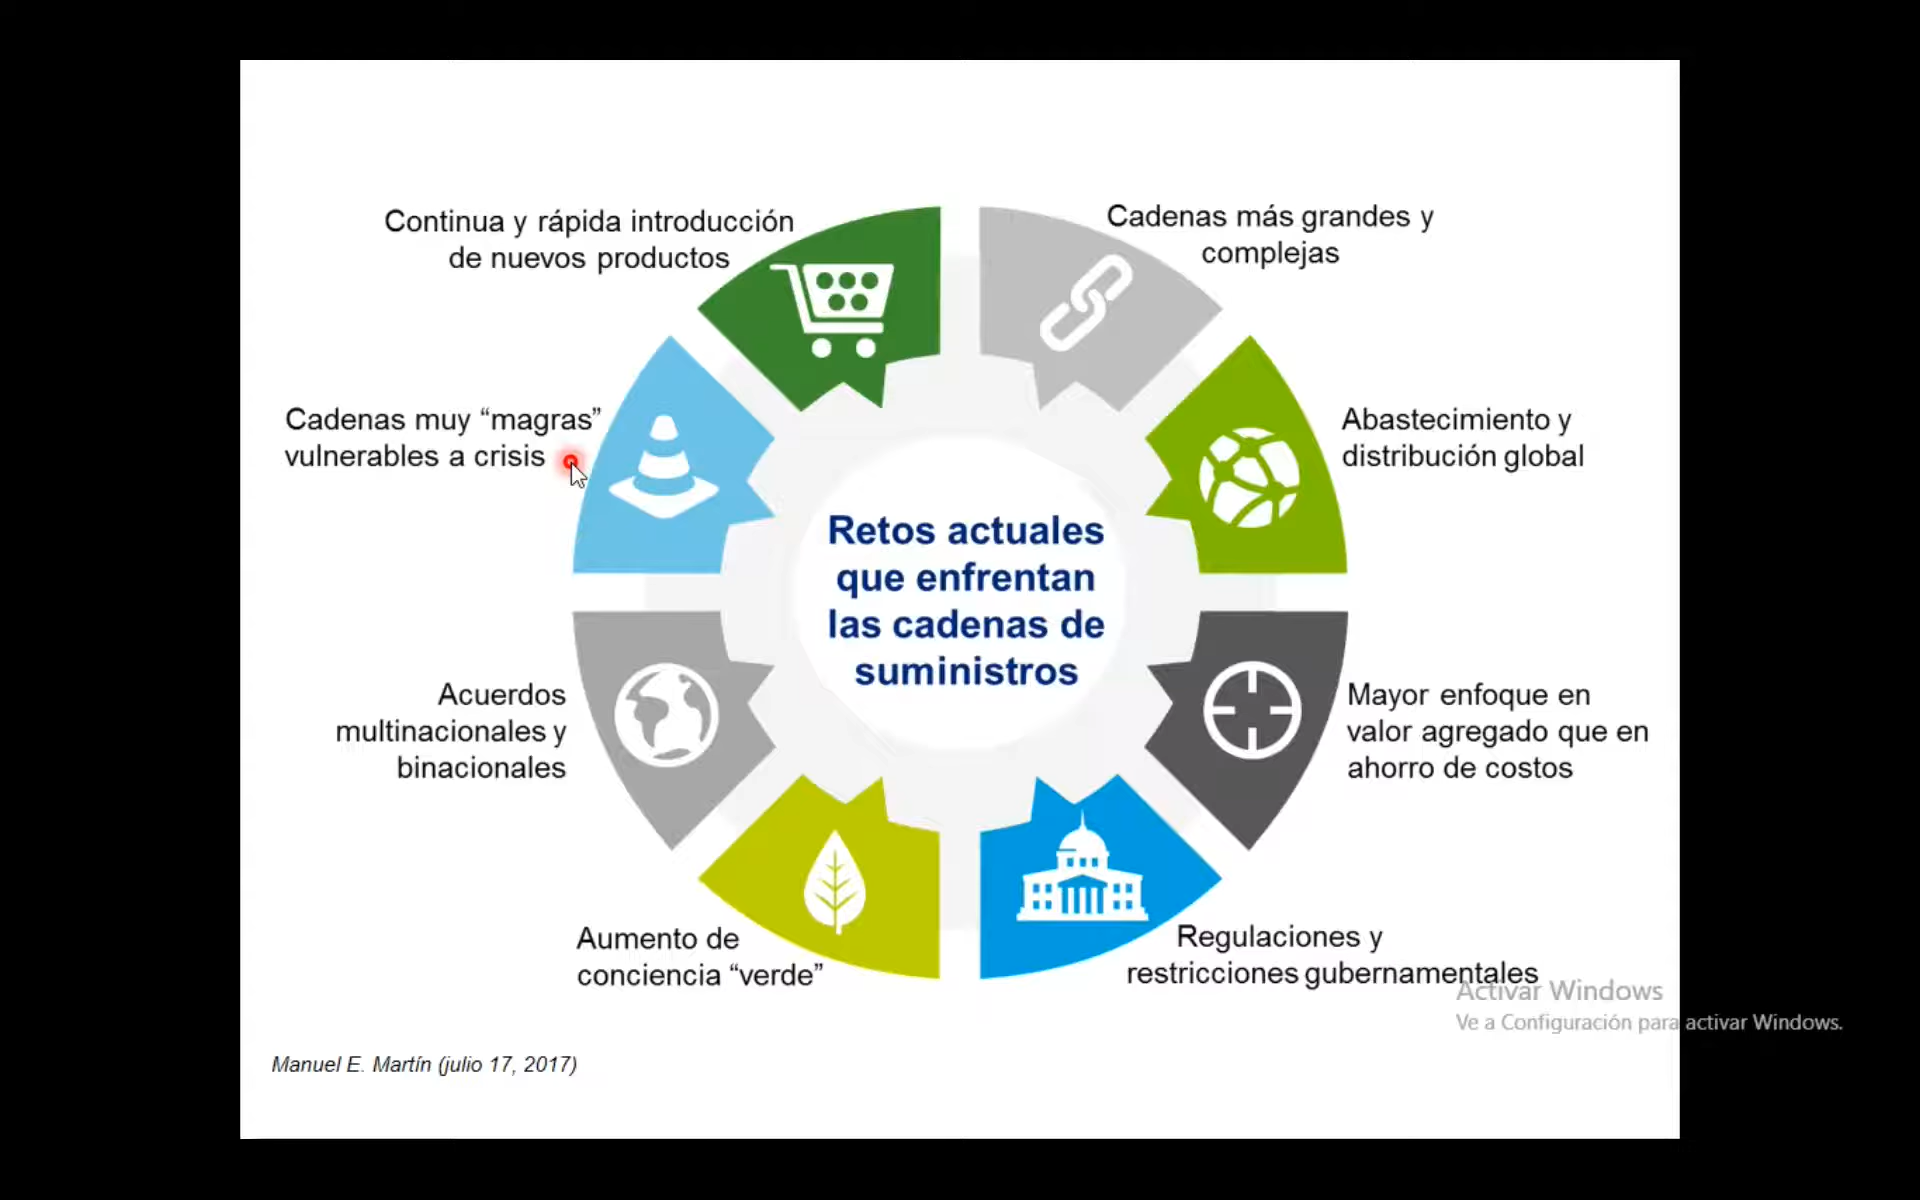 Continua y rápida introducción
de nuevos productos
Cadenas más grandes y
complejas
Cadenas muy “magras”
vulnerables a crisis
Abastecimiento y
distribución global
Retos actuales
que enfrentan
las cadenas de
suministros
Acuerdos
multinacionales y
binacionales
Mayor enfoque en
valor agregado que en
ahorro de costos
Aumento de
conciencia “verde”
Regulaciones y
restricciones gubernamentales
Activar Windows
Ve a Configuración para activar Windows.
Manuel E. Martín (julio 17, 2017)